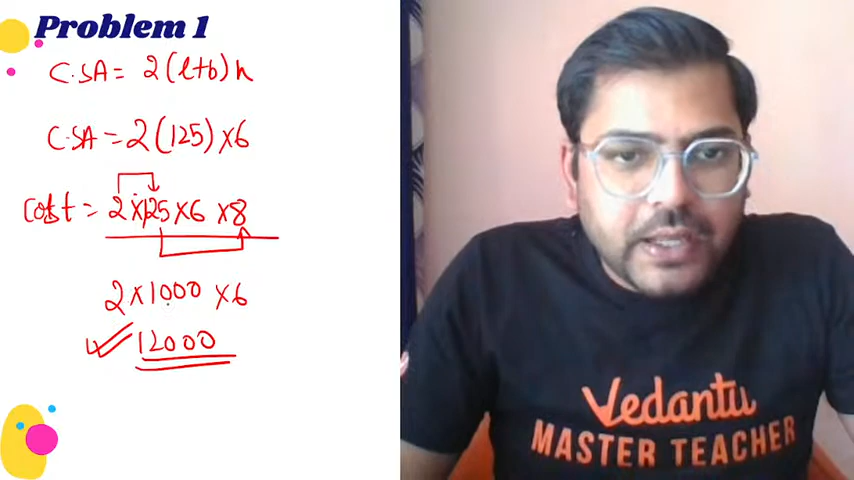 Problem 1
C.SA = 2(l+b)h
C.SA = 2(125)×6
Cost = 2×125×6×8
2×1000×6
12000
Vedantu
MASTER TEACHER